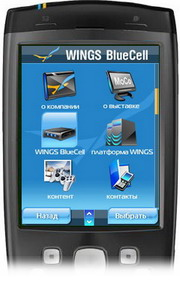 WINGS BlueCell
о компании
о выставке
WINGS BlueCell
платформа WINGS
контент
контакты
Назад
Выбрать